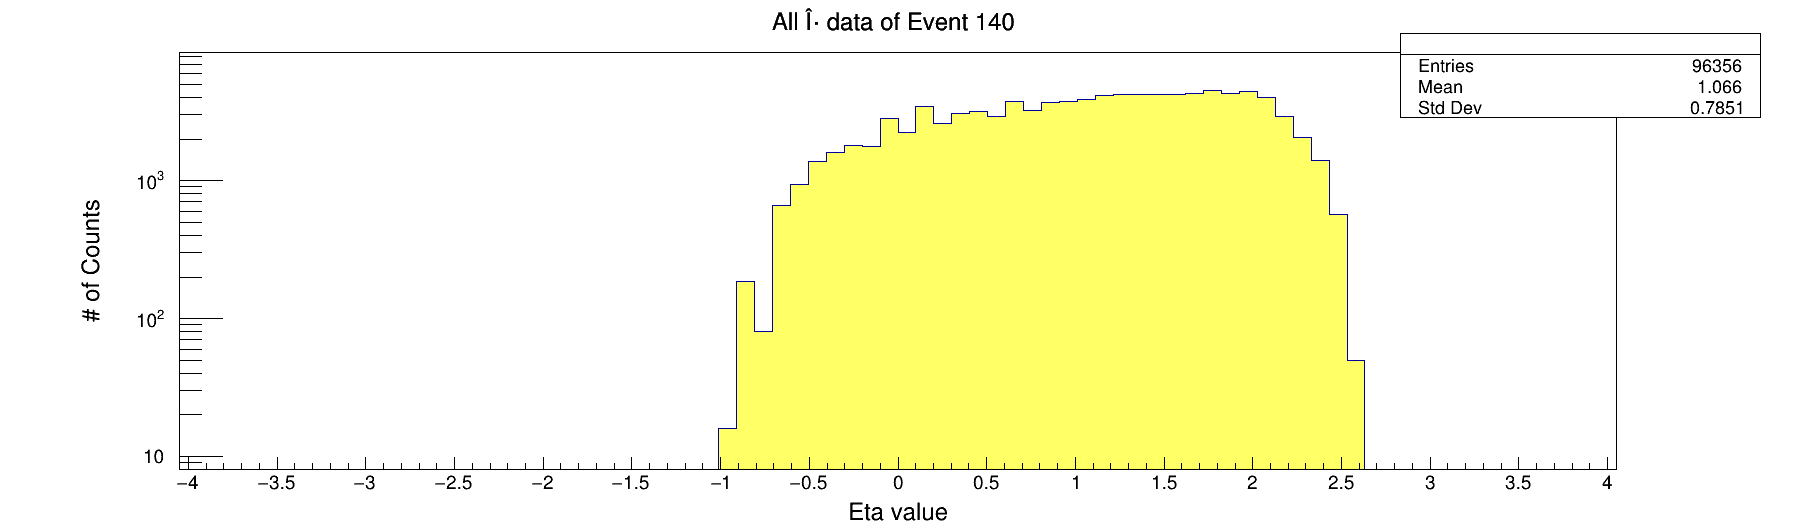 All Î· data of Event 140
Entries 96356
Mean 1.066
Std Dev 0.7851
# of Counts
10³
10²
10
−4 −3.5 −3 −2.5 −2 −1.5 −1 −0.5 0 0.5 1 1.5 2 2.5 3 3.5 4
Eta value